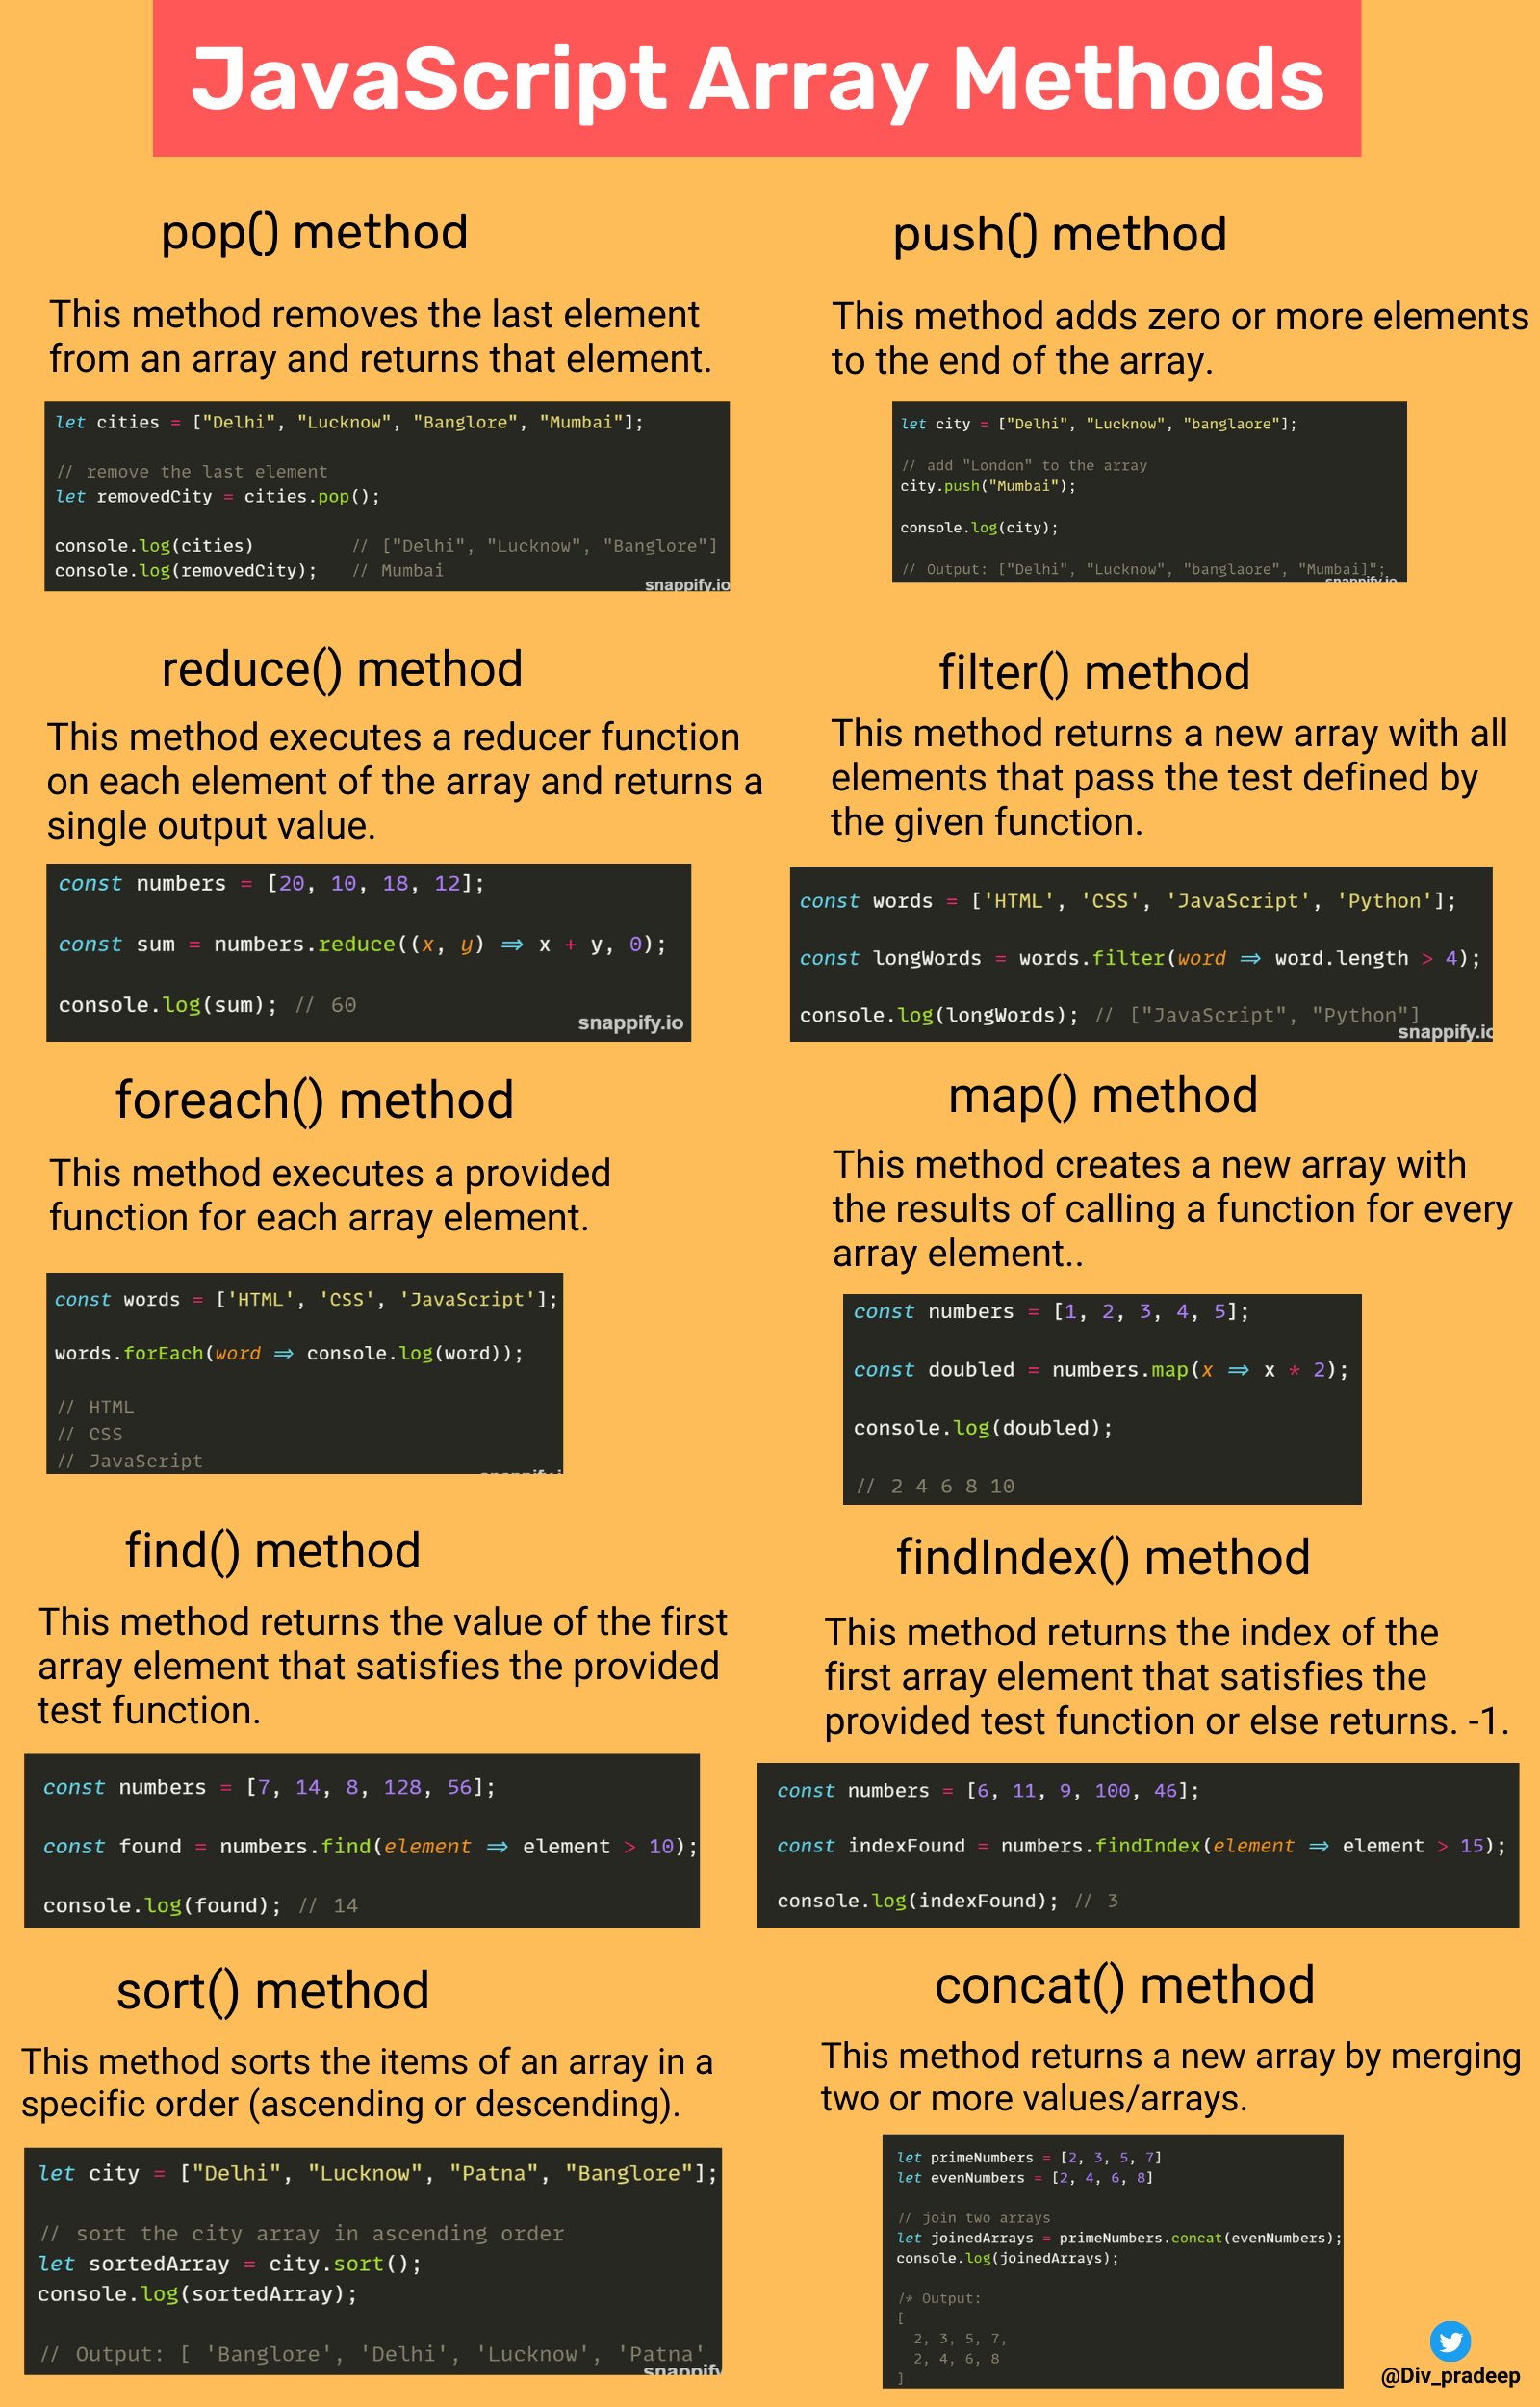 JavaScript Array Methods
pop() method
This method removes the last element
from an array and returns that element.
let cities = ["Delhi", "Lucknow", "Banglore", "Mumbai"];
// remove the last element
let removedCity = cities.pop();
console.log(cities) // ["Delhi", "Lucknow", "Banglore"]
console.log(removedCity); // Mumbai
snappify.io
push() method
This method adds zero or more elements
to the end of the array.
let city = ["Delhi", "Lucknow", "banglaore"];
// add "London" to the array
city.push("Mumbai");
console.log(city);
// Output: ["Delhi", "Lucknow", "banglaore", "Mumbai]";
snappify.io
reduce() method
This method executes a reducer function
on each element of the array and returns a
single output value.
const numbers = [20, 10, 18, 12];
const sum = numbers.reduce((x, y) => x + y, 0);
console.log(sum); // 60
snappify.io
filter() method
This method returns a new array with all
elements that pass the test defined by
the given function.
const words = ['HTML', 'CSS', 'JavaScript', 'Python'];
const longWords = words.filter(word => word.length > 4);
console.log(longWords); // ["JavaScript", "Python"]
snappify.io
foreach() method
This method executes a provided
function for each array element.
const words = ['HTML', 'CSS', 'JavaScript'];
words.forEach(word => console.log(word));
// HTML
// CSS
// JavaScript
map() method
This method creates a new array with
the results of calling a function for every
array element..
const numbers = [1, 2, 3, 4, 5];
const doubled = numbers.map(x => x * 2);
console.log(doubled);
// 2 4 6 8 10
find() method
This method returns the value of the first
array element that satisfies the provided
test function.
const numbers = [7, 14, 8, 128, 56];
const found = numbers.find(element => element > 10);
console.log(found); // 14
findIndex() method
This method returns the index of the
first array element that satisfies the
provided test function or else returns. -1.
const numbers = [6, 11, 9, 100, 46];
const indexFound = numbers.findIndex(element => element > 15);
console.log(indexFound); // 3
sort() method
This method sorts the items of an array in a
specific order (ascending or descending).
let city = ["Delhi", "Lucknow", "Patna", "Banglore"];
// sort the city array in ascending order
let sortedArray = city.sort();
console.log(sortedArray);
// Output: [ 'Banglore', 'Delhi', 'Lucknow', 'Patna'
snappify
concat() method
This method returns a new array by merging
two or more values/arrays.
let primeNumbers = [2, 3, 5, 7]
let evenNumbers = [2, 4, 6, 8]
// join two arrays
let joinedArrays = primeNumbers.concat(evenNumbers);
console.log(joinedArrays);
/* Output:
[
2, 3, 5, 7,
2, 4, 6, 8
]
@Div_pradeep